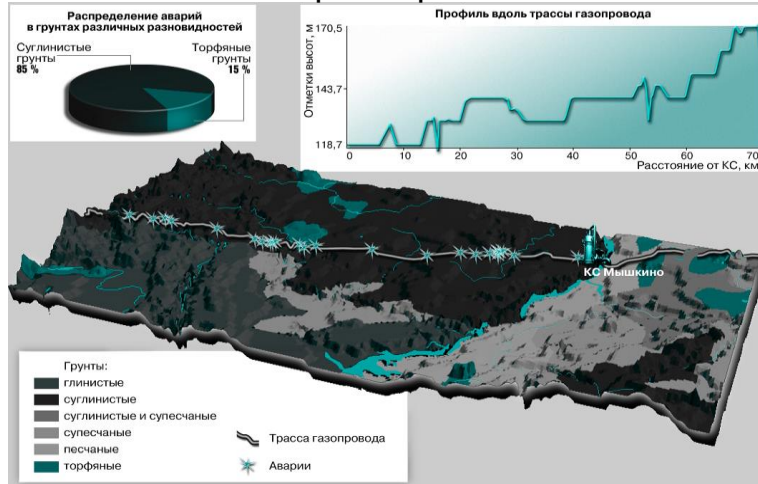 Распределение аварий
в грунтах различных разновидностей
Суглинистые
грунты
85 %
Торфяные
грунты
15 %
Профиль вдоль трассы газопровода
Отметки высот, м
170,5
143,7
118,7
0 10 20 30 40 50 60 70
Расстояние от КС, км
КС Мышкино
Грунты:
глинистые
суглинистые
суглинистые и супесчаные
супесчаные
песчаные
торфяные
Трасса газопровода
Аварии